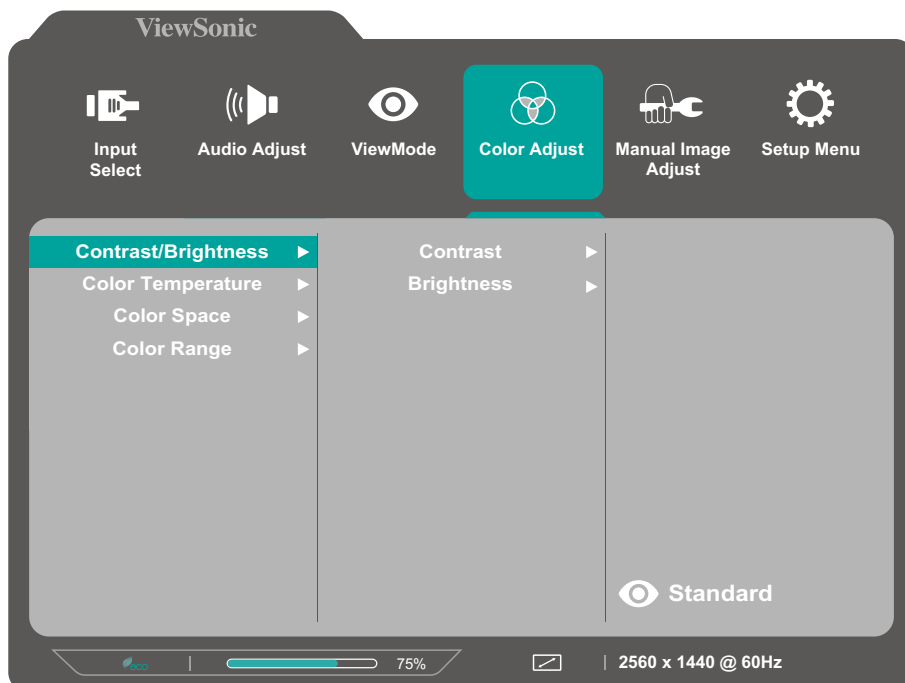 ViewSonic
Input Select
Audio Adjust
ViewMode
Color Adjust
Manual Image Adjust
Setup Menu
Contrast/Brightness
Color Temperature
Color Space
Color Range
Contrast
Brightness
Standard
eco
75%
2560 x 1440 @ 60Hz